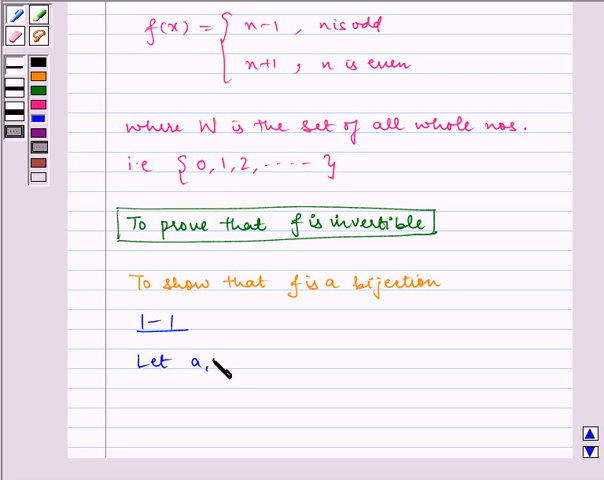 f(x) = { n-1 , n is odd
n+1 , n is even
where W is the set of all whole nos.
i.e {0,1,2, ----- }
To prove that f is invertible
To show that f is a bijection
1-1
Let a,